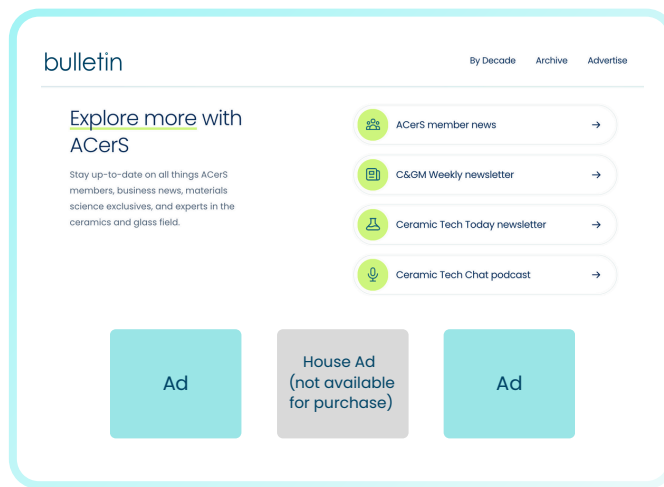 bulletin
By Decade Archive Advertise
Explore more with
ACerS
Stay up-to-date on all things ACerS
members, business news, materials
science exclusives, and experts in the
ceramics and glass field.
ACerS member news
C&GM Weekly newsletter
Ceramic Tech Today newsletter
Ceramic Tech Chat podcast
Ad
House Ad
(not available
for purchase)
Ad